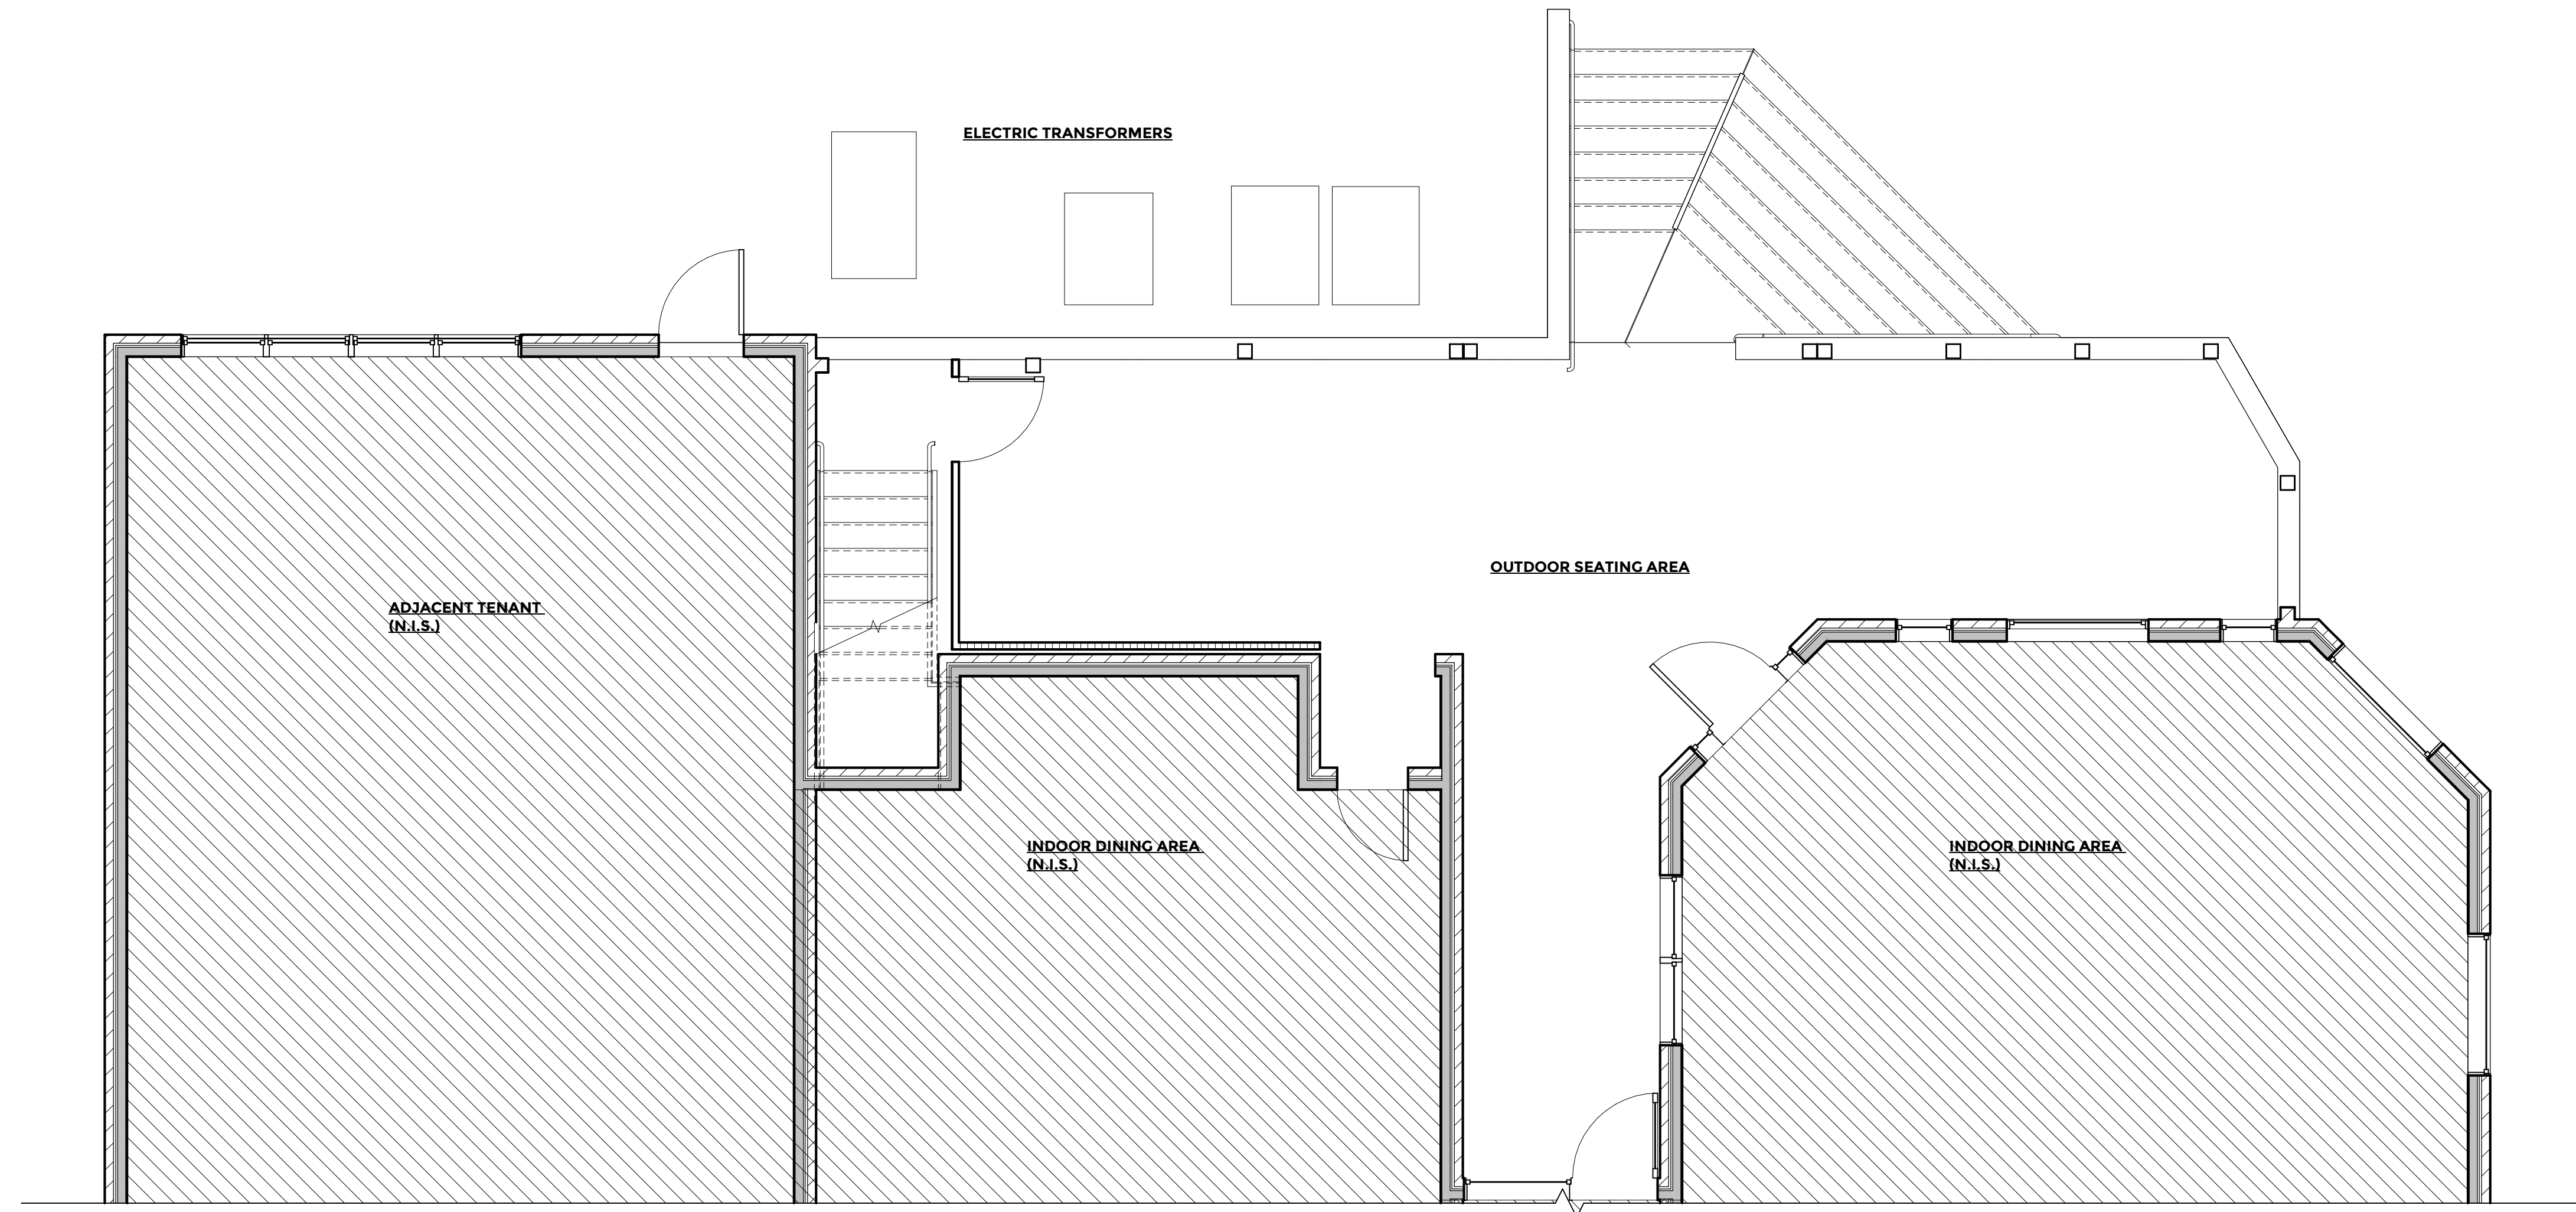 ELECTRIC TRANSFORMERS
OUTDOOR SEATING AREA
ADJACENT TENANT
(N.I.S.)
INDOOR DINING AREA
(N.I.S.)
INDOOR DINING AREA
(N.I.S.)